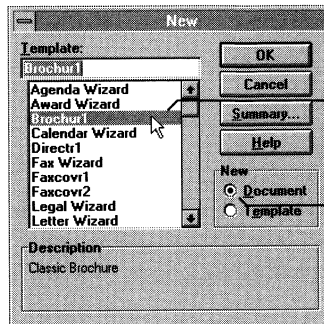 New
Template:
Brochur1
Agenda Wizard
Award Wizard
Brochur1
Calendar Wizard
Directr1
Fax Wizard
Faxcovr1
Faxcovr2
Legal Wizard
Letter Wizard
OK
Cancel
Summary...
Help
New
Document
Template
Description
Classic Brochure